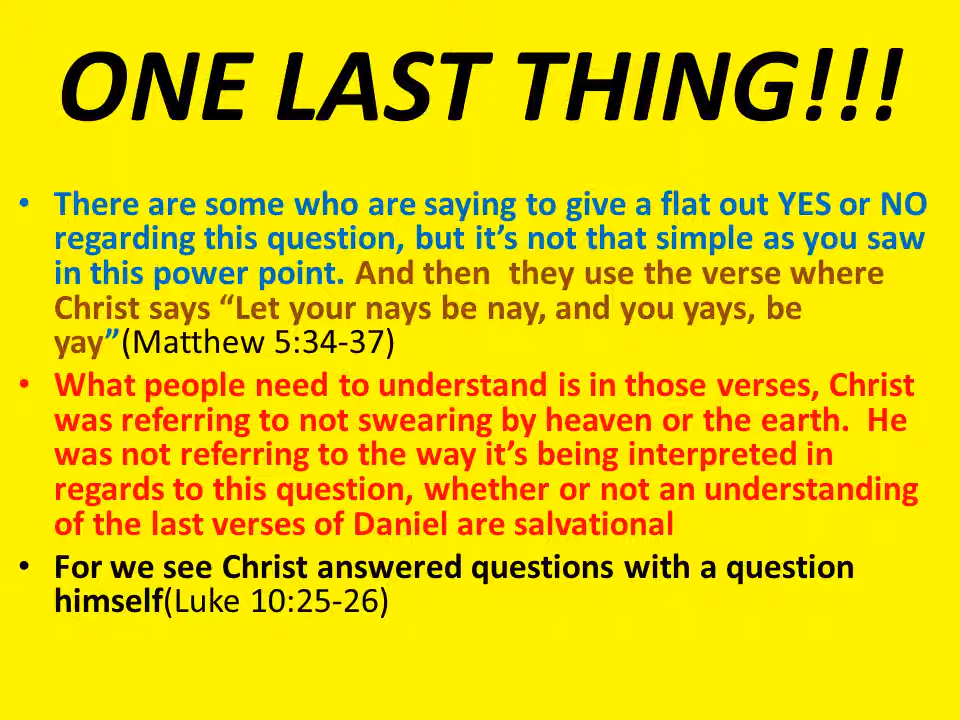 ONE LAST THING!!!
• There are some who are saying to give a flat out YES or NO
regarding this question, but it’s not that simple as you saw
in this power point. And then  they use the verse where
Christ says “Let your nays be nay, and you yays, be
yay”(Matthew 5:34-37)
• What people need to understand is in those verses, Christ
was referring to not swearing by heaven or the earth.  He
was not referring to the way it’s being interpreted in
regards to this question, whether or not an understanding
of the last verses of Daniel are salvational
• For we see Christ answered questions with a question
himself(Luke 10:25-26)